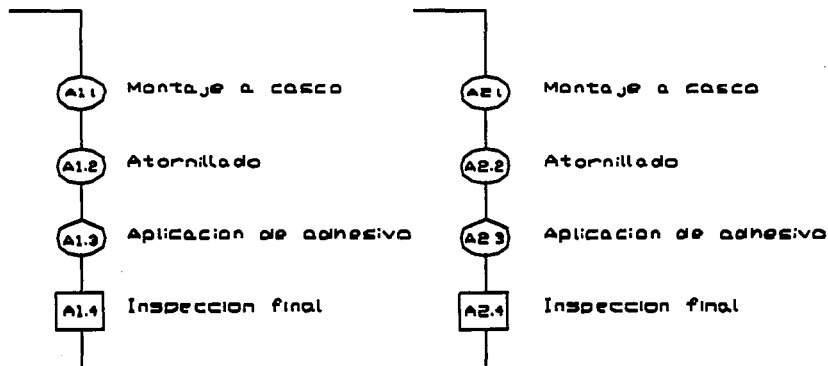 A1.1 Montaje a casco
A1.2 Atornillado
A1.3 Aplicacion de adhesivo
A1.4 Inspeccion final
A2.1 Montaje a casco
A2.2 Atornillado
A2.3 Aplicacion de adhesivo
A2.4 Inspeccion final